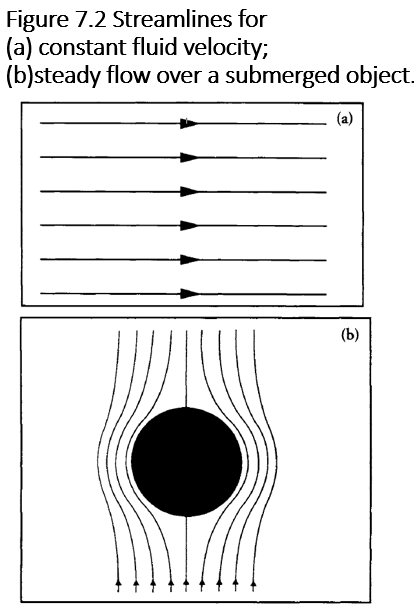 Figure 7.2 Streamlines for
(a) constant fluid velocity;
(b)steady flow over a submerged object.
(a)
(b)